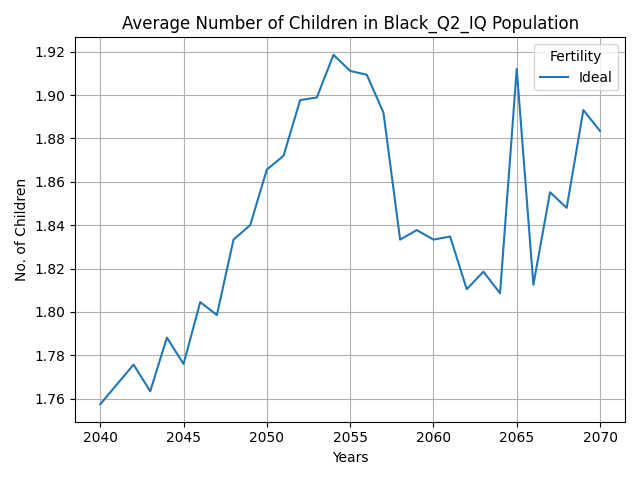 Average Number of Children in Black_Q2_IQ Population
No. of Children
1.92
1.90
1.88
1.86
1.84
1.82
1.80
1.78
1.76
Fertility
Ideal
2040 2045 2050 2055 2060 2065 2070
Years